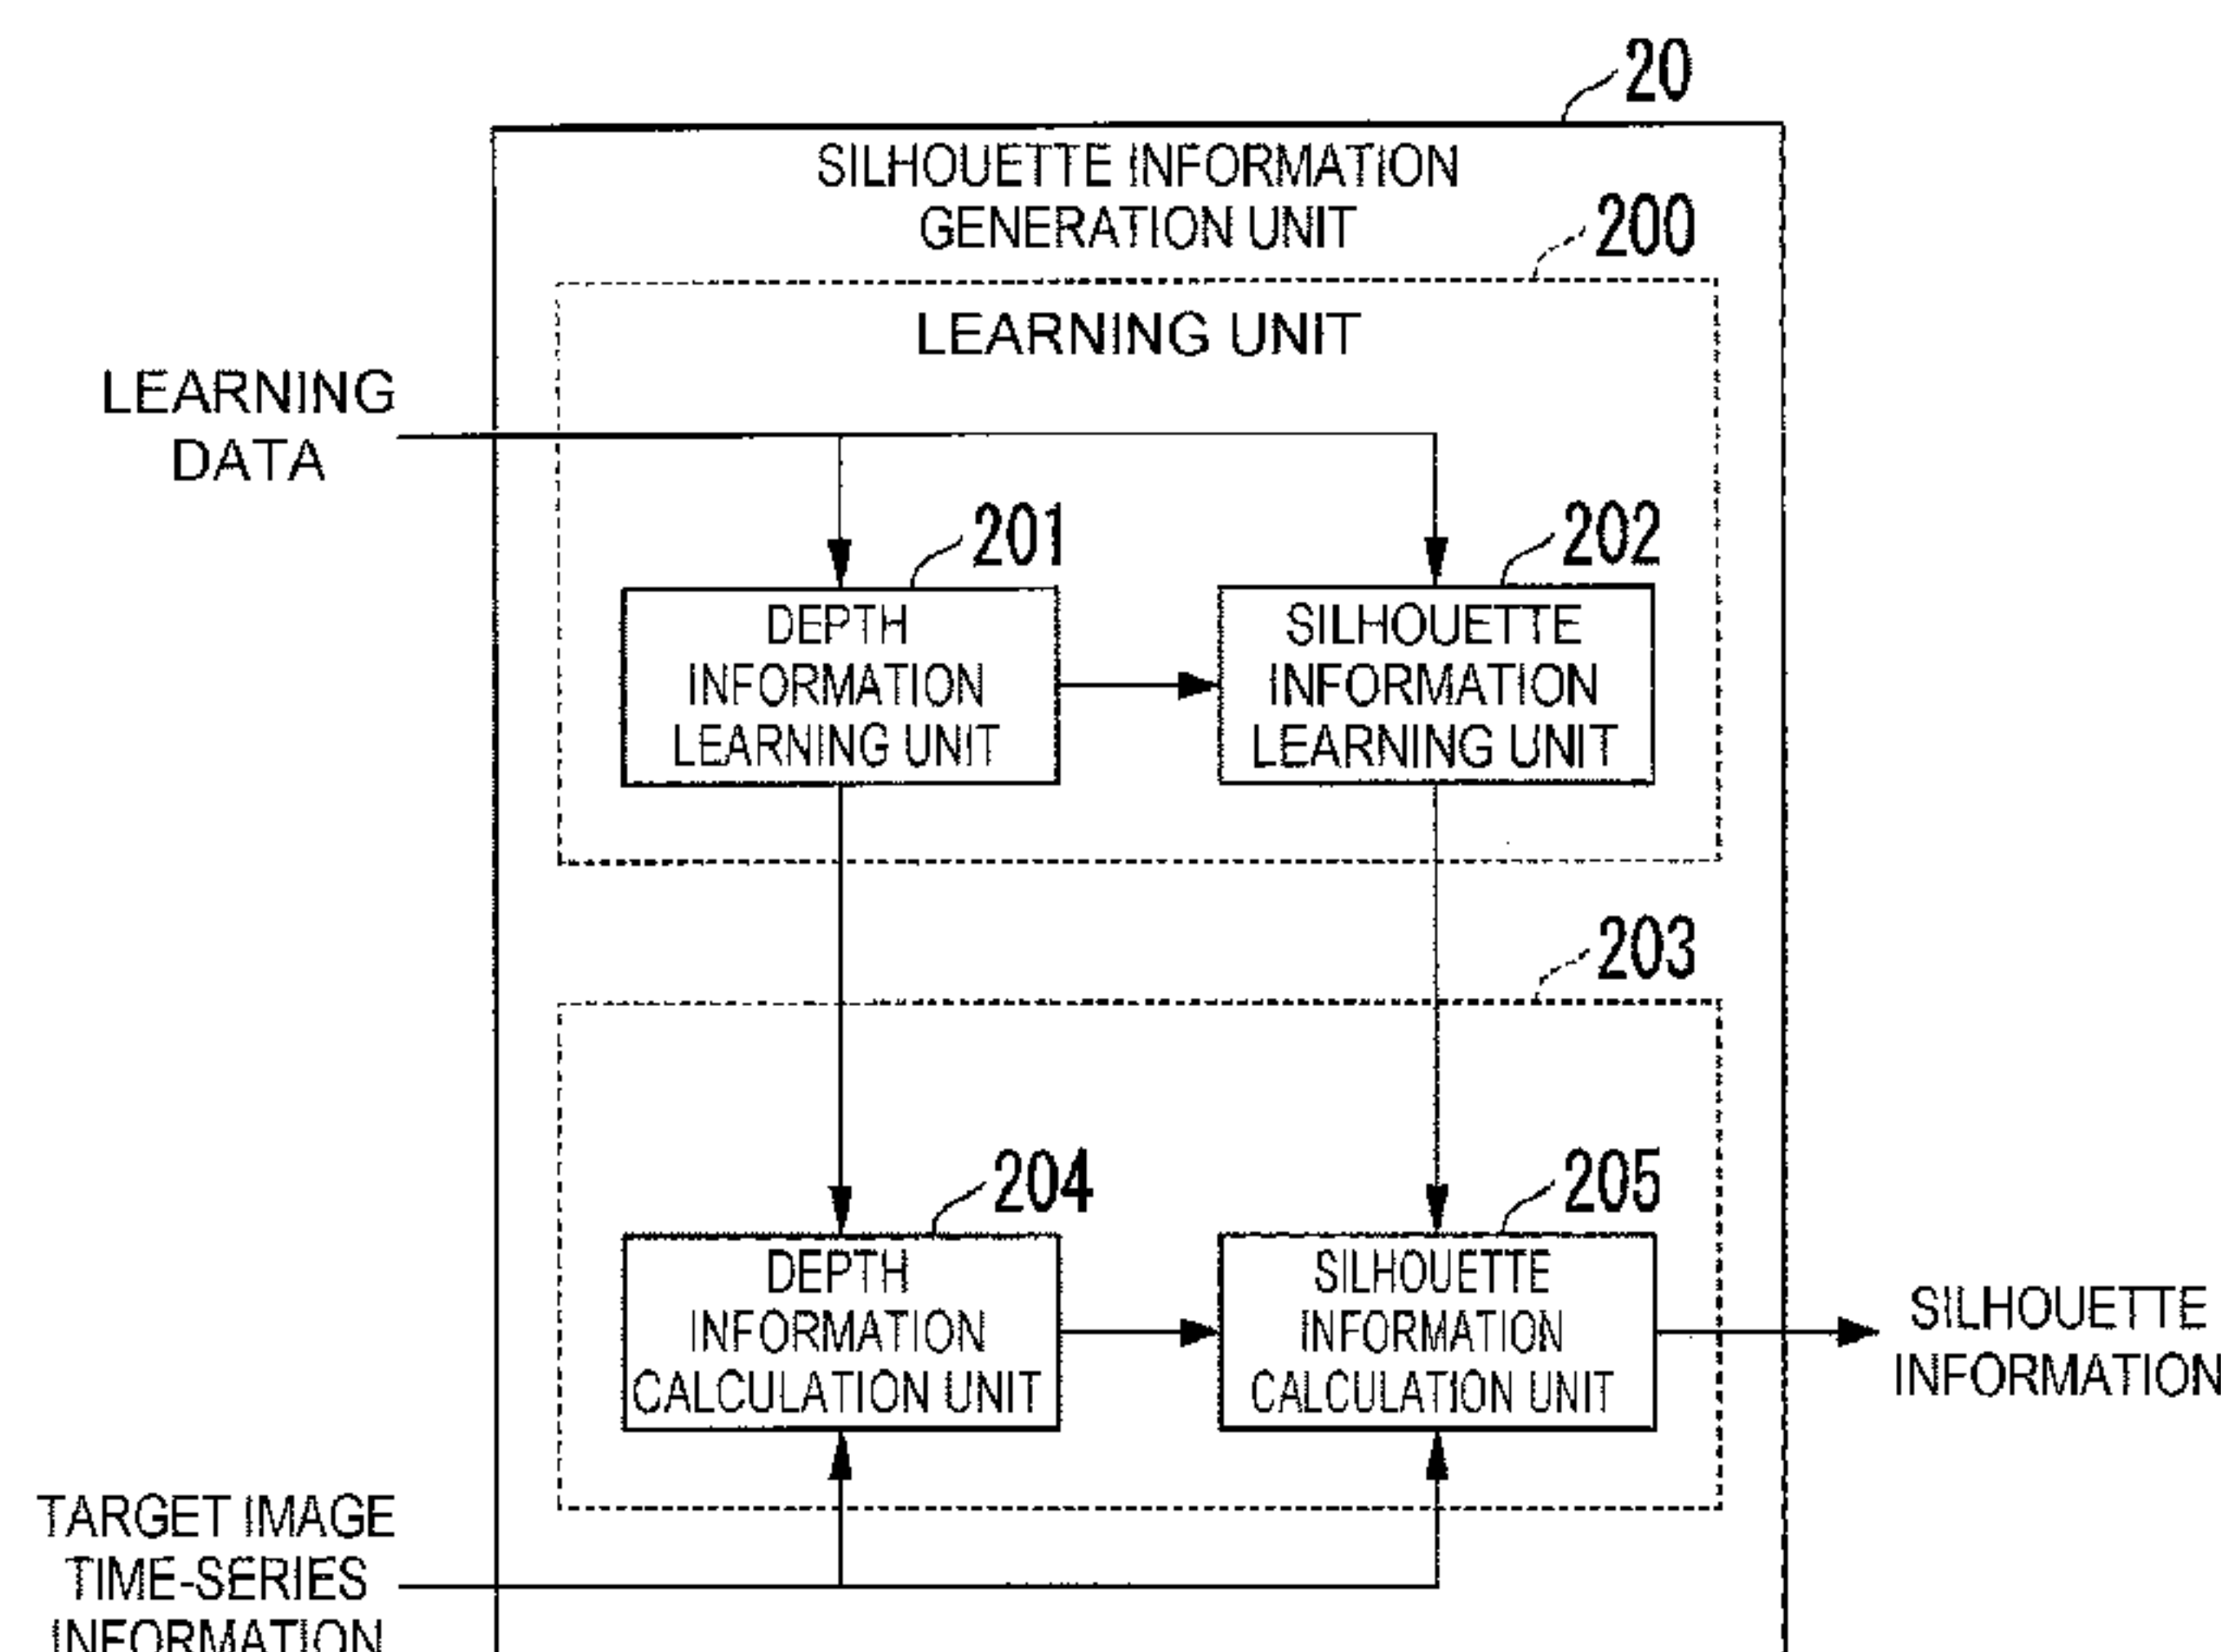 20
SILHOUETTE INFORMATION
GENERATION UNIT
200
LEARNING UNIT
LEARNING
DATA
201
202
DEPTH
INFORMATION
LEARNING UNIT
SILHOUETTE
INFORMATION
LEARNING UNIT
203
204
205
DEPTH
INFORMATION
CALCULATION UNIT
SILHOUETTE
INFORMATION
CALCULATION UNIT
SILHOUETTE
INFORMATION
TARGET IMAGE
TIME-SERIES
INFORMATION